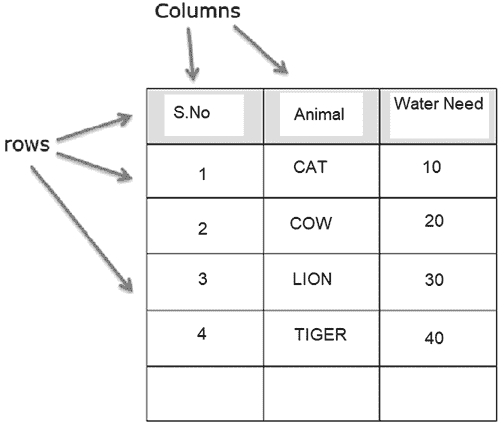 Columns
rows
S.No Animal Water Need
1 CAT 10
2 COW 20
3 LION 30
4 TIGER 40